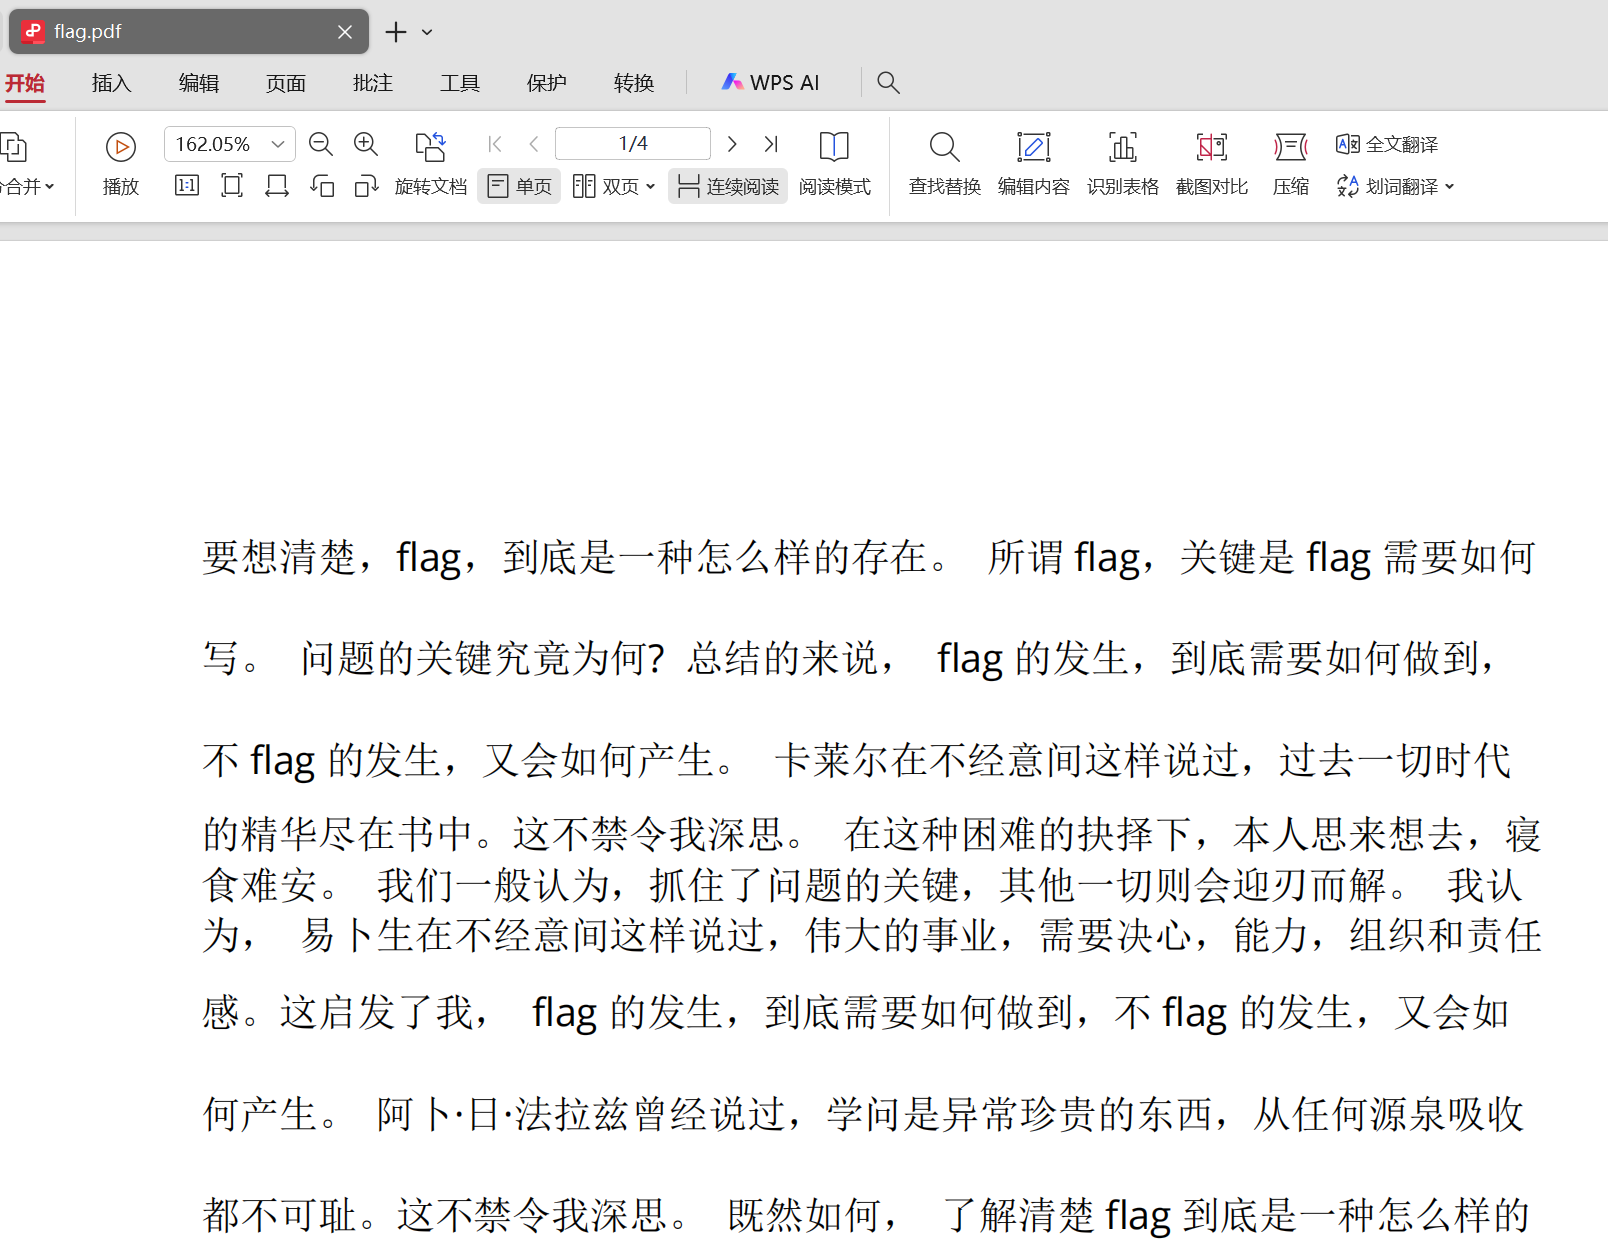 flag.pdf
开始 插入 编辑 页面 批注 工具 保护 转换 WPS AI
162.05% 1/4 全文翻译
合并 播放 1:1 旋转文档 单页 双页 连续阅读 阅读模式 查找替换 编辑内容 识别表格 截图对比 压缩 划词翻译
要想清楚，flag，到底是一种怎么样的存在。 所谓 flag，关键是 flag 需要如何
写。 问题的关键究竟为何？ 总结的来说， flag 的发生，到底需要如何做到，
不 flag 的发生，又会如何产生。 卡莱尔在不经意间这样说过，过去一切时代
的精华尽在书中。这不禁令我深思。 在这种困难的抉择下，本人思来想去，寝
食难安。 我们一般认为，抓住了问题的关键，其他一切则会迎刃而解。 我认
为， 易卜生在不经意间这样说过，伟大的事业，需要决心，能力，组织和责任
感。这启发了我， flag 的发生，到底需要如何做到，不 flag 的发生，又会如
何产生。 阿卜·日·法拉兹曾经说过，学问是异常珍贵的东西，从任何源泉吸收
都不可耻。这不禁令我深思。 既然如何， 了解清楚 flag 到底是一种怎么样的